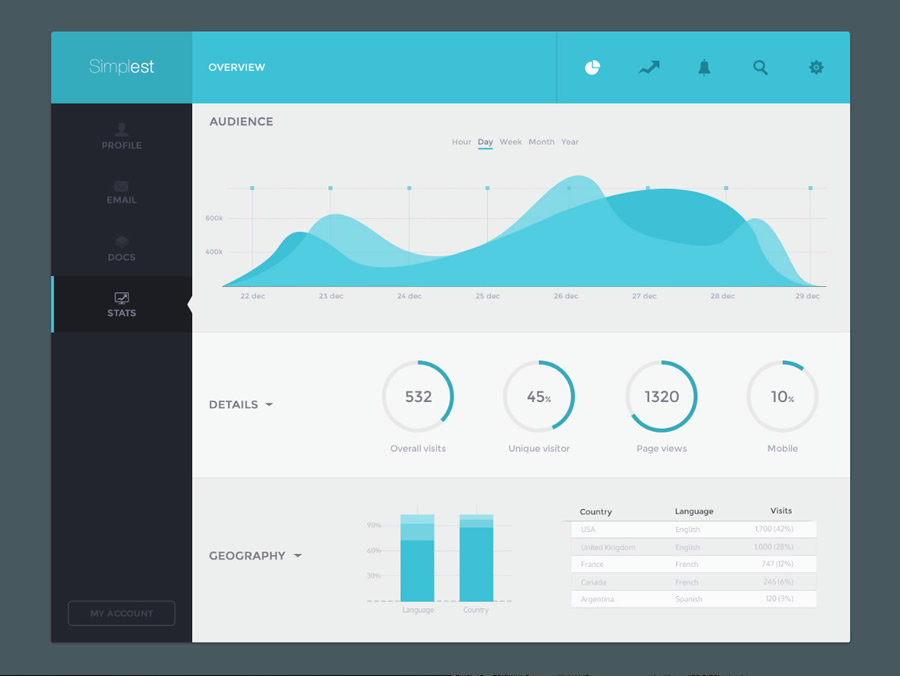 Simplest
OVERVIEW
PROFILE
EMAIL
DOCS
STATS
MY ACCOUNT
AUDIENCE
Hour Day Week Month Year
600k
400k
22 dec 23 dec 24 dec 25 dec 26 dec 27 dec 28 dec 29 dec
DETAILS
532 45% 1320 10%
Overall visits Unique visitor Page views Mobile
GEOGRAPHY
90%
60%
30%
Language Country
Country Language Visits
USA English 1,700 (42%)
United Kingdom English 1,000 (28%)
France French 747 (12%)
Canada French 245 (6%)
Argentina Spanish 120 (3%)